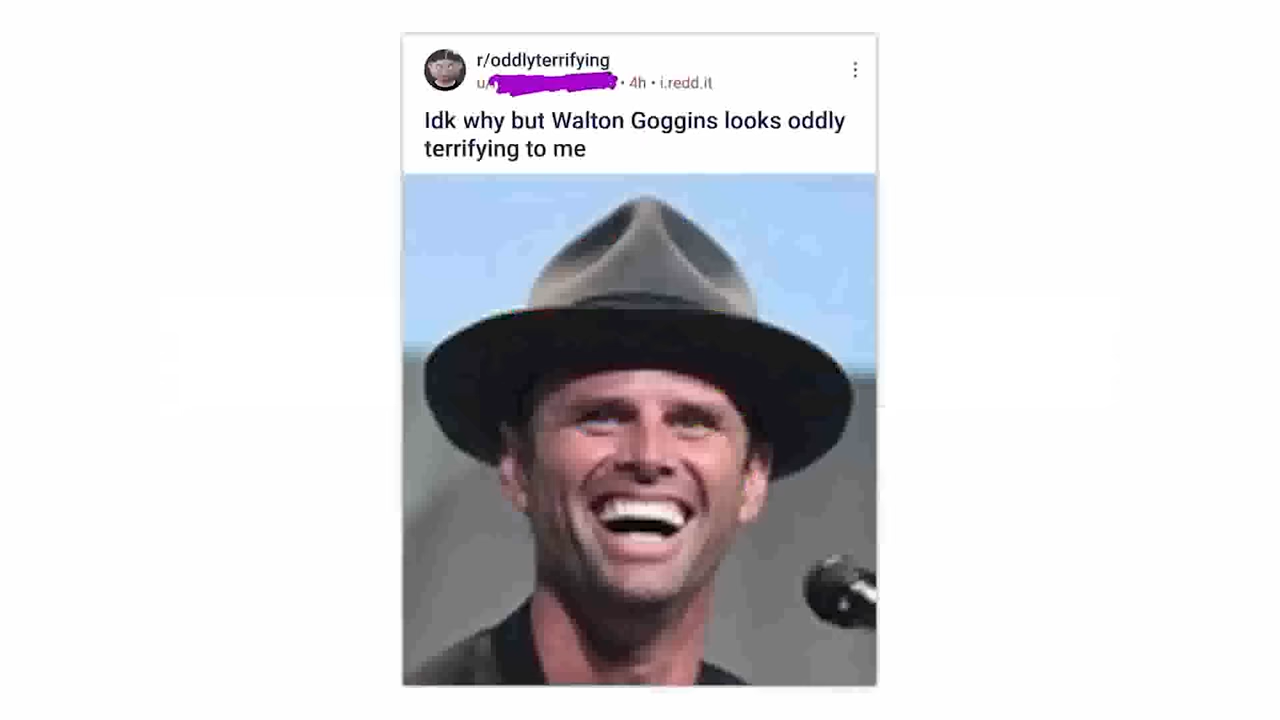 r/oddlyterrifying
u/ • 4h • i.redd.it
Idk why but Walton Goggins looks oddly
terrifying to me